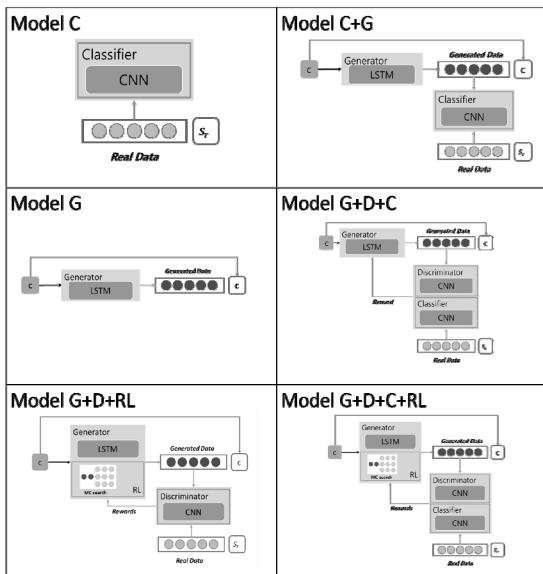 Model C
Classifier
CNN
Sr
Real Data
Model C+G
Generated Data
Generator
c
LSTM
c
Classifier
CNN
Sr
Real Data
Model G
Generated Data
Generator
c
LSTM
c
Model G+D+C
Generated Data
Generator
c
LSTM
c
Discriminator
CNN
Reward
Classifier
CNN
Real Data
Model G+D+RL
Generator
LSTM
Generated Data
c
c
MC search
RL
Discriminator
Rewards
CNN
Sr
Real Data
Model G+D+C+RL
Generator
LSTM
Generated Data
c
c
MC search
RL
Discriminator
CNN
Rewards
Classifier
CNN
Real Data